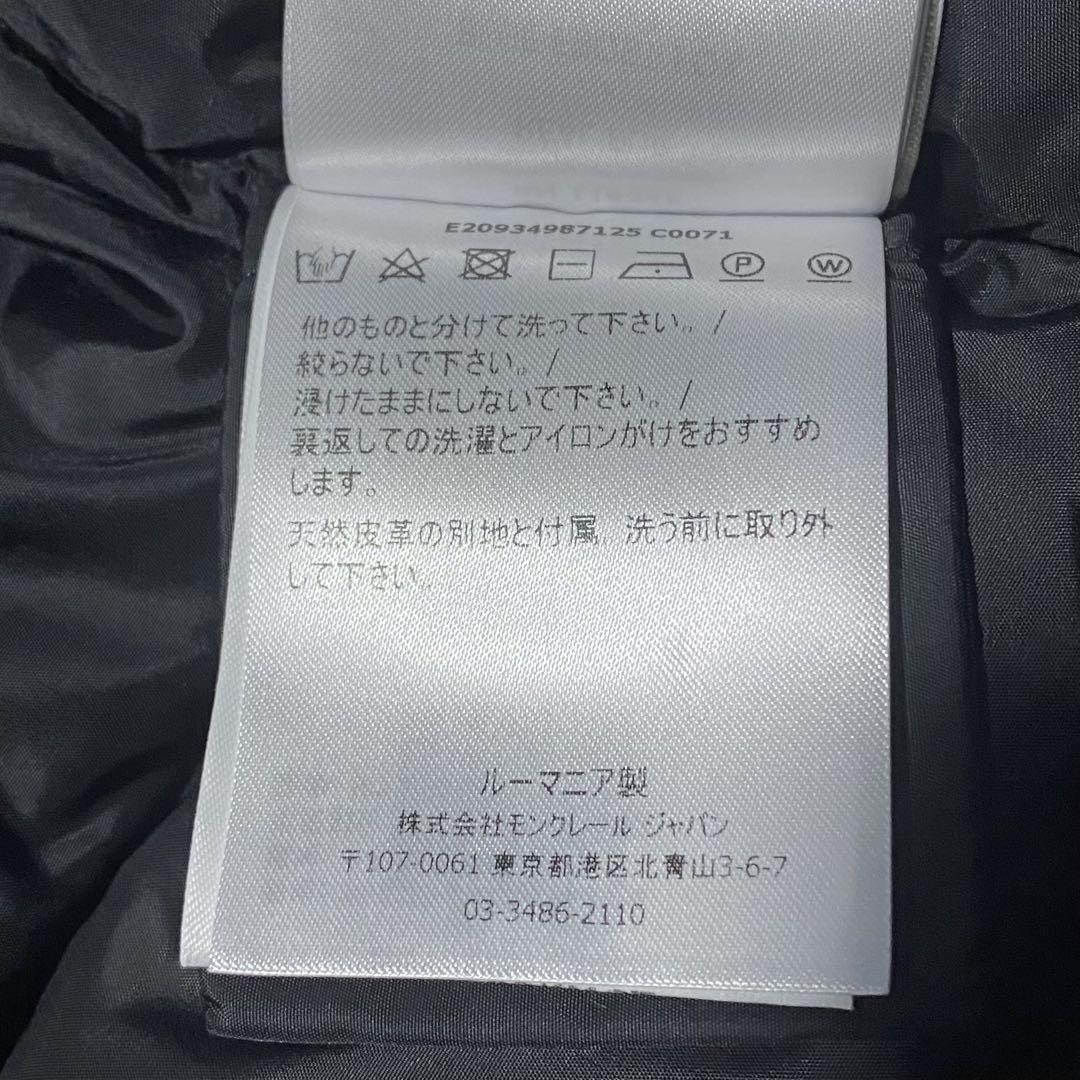 E20934987125 C0071
P W
他のものと分けて洗って下さい。/
絞らないで下さい。/
浸けたままにしないで下さい。/
裏返しての洗濯とアイロンがけをおすすめ
します。
天然皮革の別地と付属、洗う前に取り外
して下さい。
ルーマニア製
株式会社モンクレール ジャパン
〒107-0061 東京都港区北青山3-6-7
03-3486-2110